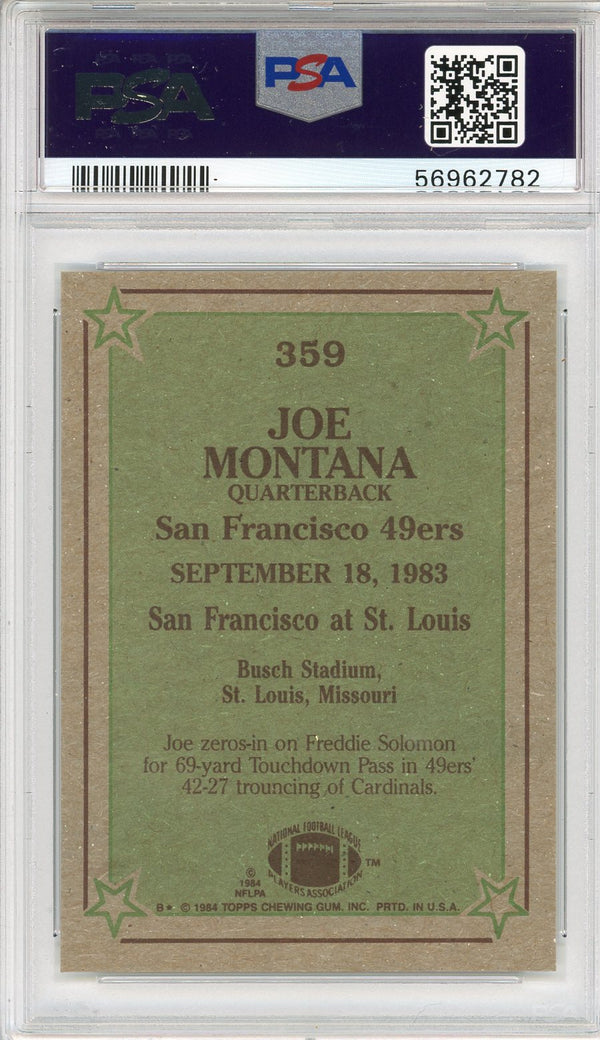 PSA
PSA
56962782
359
JOE
MONTANA
QUARTERBACK
San Francisco 49ers
SEPTEMBER 18, 1983
San Francisco at St. Louis
Busch Stadium,
St. Louis, Missouri
Joe zeros-in on Freddie Solomon
for 69-yard Touchdown Pass in 49ers'
42-27 trouncing of Cardinals.
NATIONAL FOOTBALL LEAGUE
PLAYERS ASSOCIATION
TM
©
1984
NFLPA
B* © 1984 TOPPS CHEWING GUM, INC. PRTD. IN U.S.A.